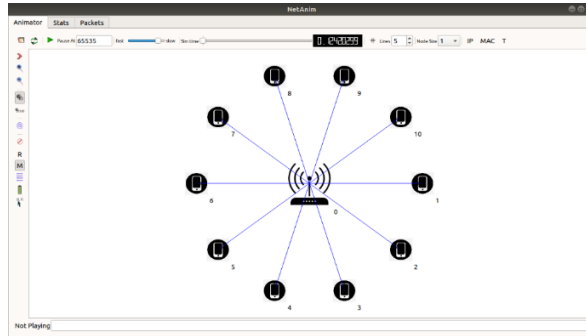 NetAnim
Animator Stats Packets
Pause At 65535 Fast Slow Sim time Lines 5 Node Size 1 IP MAC T
R
M
8
9
7
10
6
0
1
5
2
4
3
Not Playing